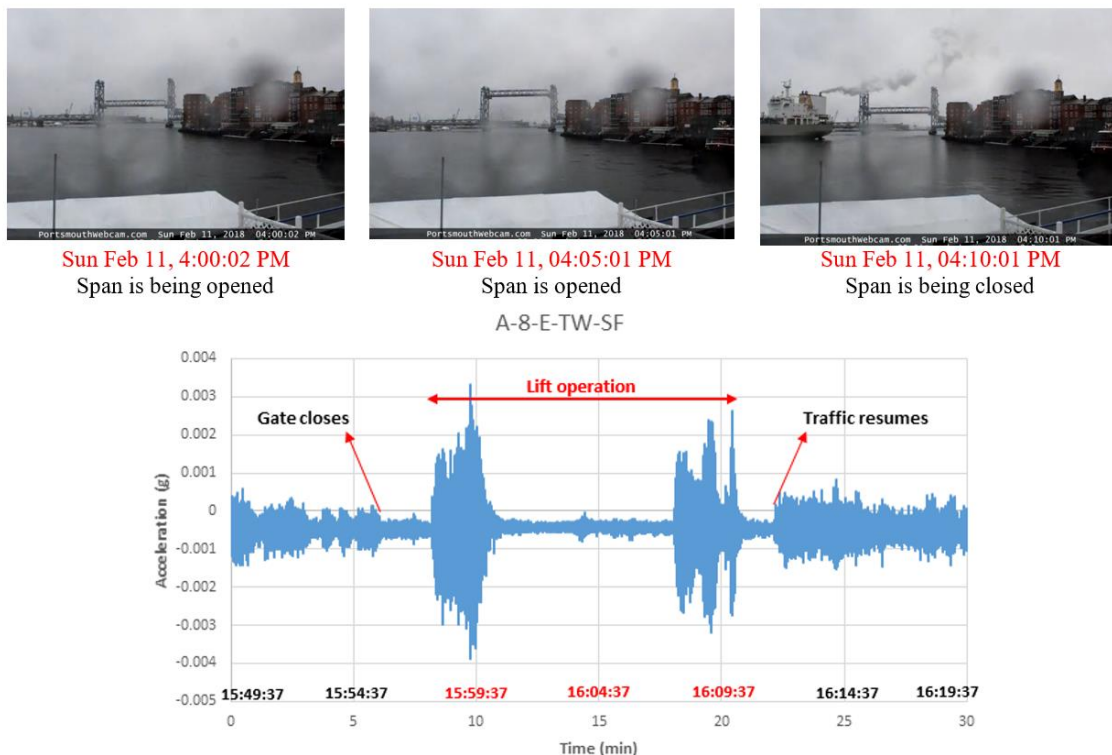 PortsmouthWebcam.com Sun Feb 11, 2018 04:00:02 PM
PortsmouthWebcam.com Sun Feb 11, 2018 04:05:01 PM
PortsmouthWebcam.com Sun Feb 11, 2018 04:10:01 PM
Sun Feb 11, 4:00:02 PM
Span is being opened
Sun Feb 11, 04:05:01 PM
Span is opened
Sun Feb 11, 04:10:01 PM
Span is being closed
A-8-E-TW-SF
0.004
0.003
0.002
0.001
0
-0.001
-0.002
-0.003
-0.004
-0.005
Acceleration (g)
Lift operation
Gate closes
Traffic resumes
15:49:37 15:54:37 15:59:37 16:04:37 16:09:37 16:14:37 16:19:37
0 5 10 15 20 25 30
Time (min)